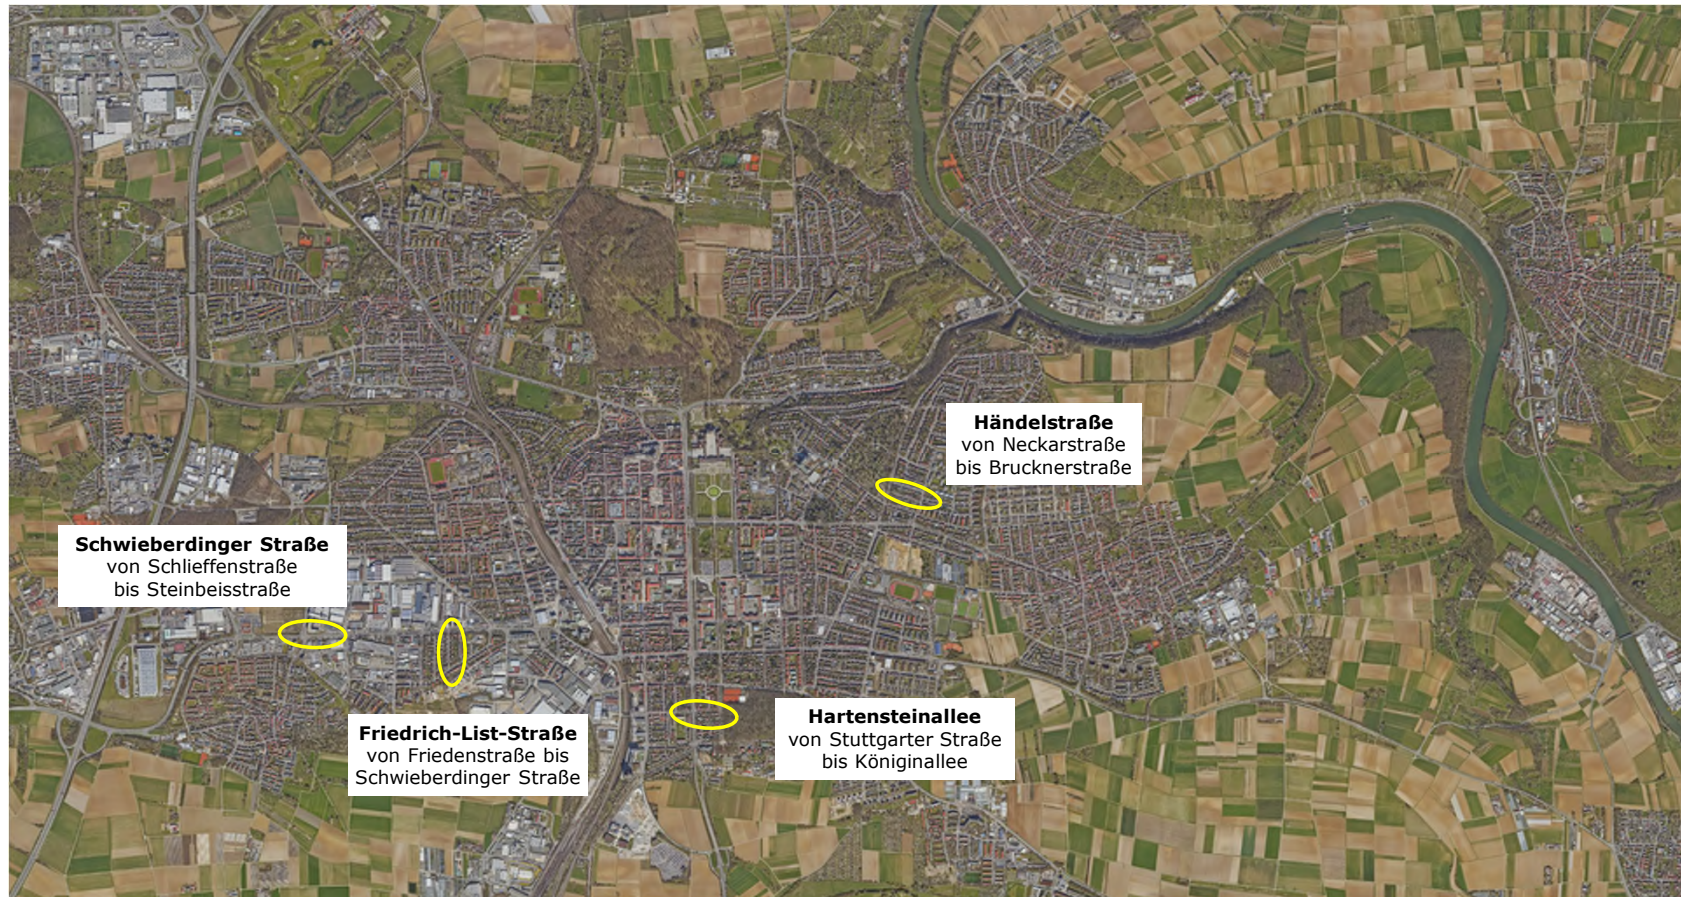 Händelstraße
von Neckarstraße
bis Brucknerstraße
Schwieberdinger Straße
von Schlieffenstraße
bis Steinbeisstraße
Friedrich-List-Straße
von Friedenstraße bis
Schwieberdinger Straße
Hartensteinallee
von Stuttgarter Straße
bis Königinallee